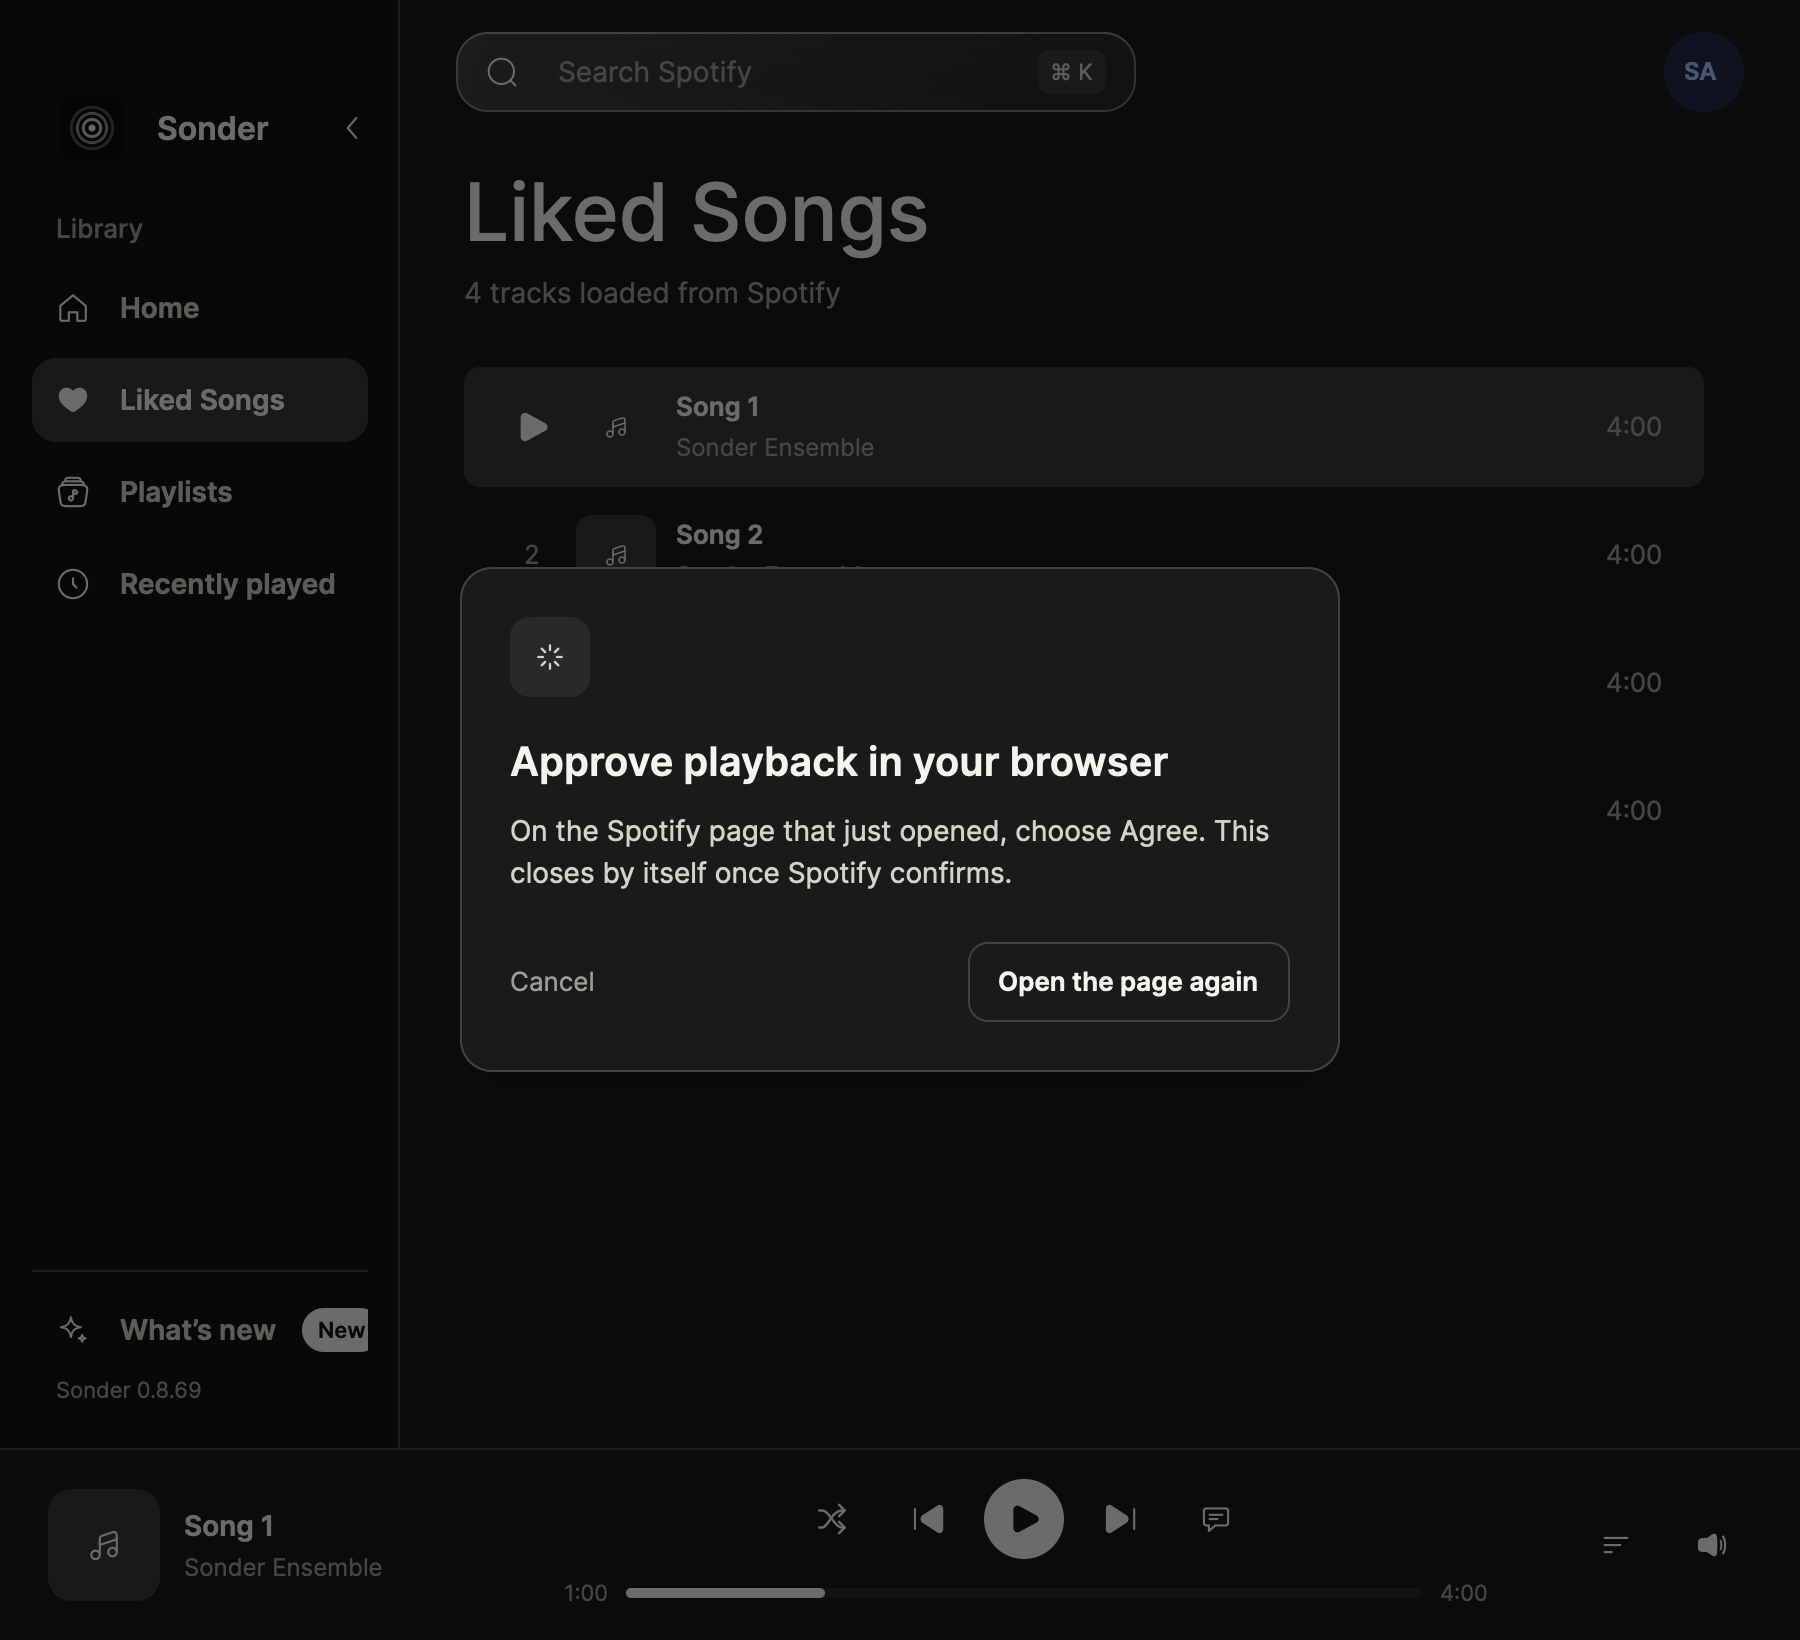 Search Spotify
⌘ K
SA
Sonder
Library
Home
Liked Songs
Playlists
Recently played
Liked Songs
4 tracks loaded from Spotify
Song 1
Sonder Ensemble
4:00
2
Song 2
4:00
4:00
4:00
Approve playback in your browser
On the Spotify page that just opened, choose Agree. This
closes by itself once Spotify confirms.
Cancel
Open the page again
What’s new
New
Sonder 0.8.69
Song 1
Sonder Ensemble
1:00
4:00